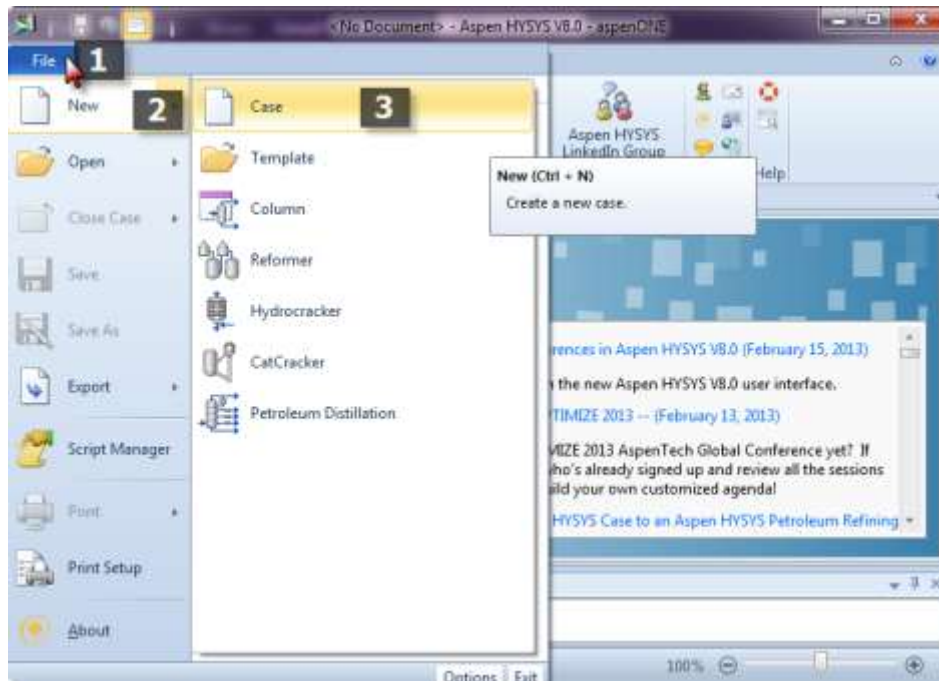 <No Document> - Aspen HYSYS V8.0 - aspenONE
File
1
New
2
Open
Close Case
Save
Save As
Export
Script Manager
Print
Print Setup
About
Case
3
Template
Column
Reformer
Hydrocracker
CatCracker
Petroleum Distillation
Options
Exit
Aspen HYSYS
LinkedIn Group
Help
New (Ctrl + N)
Create a new case.
rences in Aspen HYSYS V8.0 (February 15, 2013)
the new Aspen HYSYS V8.0 user interface.
TIMIZE 2013 -- (February 13, 2013)
MIZE 2013 AspenTech Global Conference yet? If
who's already signed up and review all the sessions
ild your own customized agenda!
HYSYS Case to an Aspen HYSYS Petroleum Refining
100%